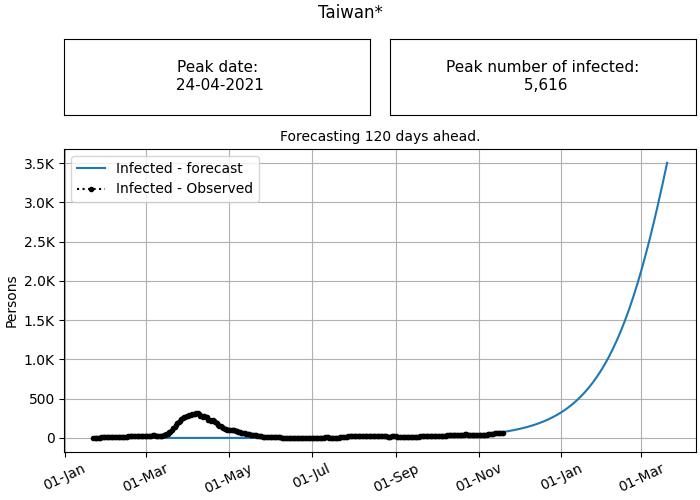 Taiwan*
Peak date:
24-04-2021
Peak number of infected:
5,616
Forecasting 120 days ahead.
Infected - forecast
Infected - Observed
3.5K
3.0K
2.5K
2.0K
1.5K
1.0K
500
0
Persons
01-Jan
01-Mar
01-May
01-Jul
01-Sep
01-Nov
01-Jan
01-Mar